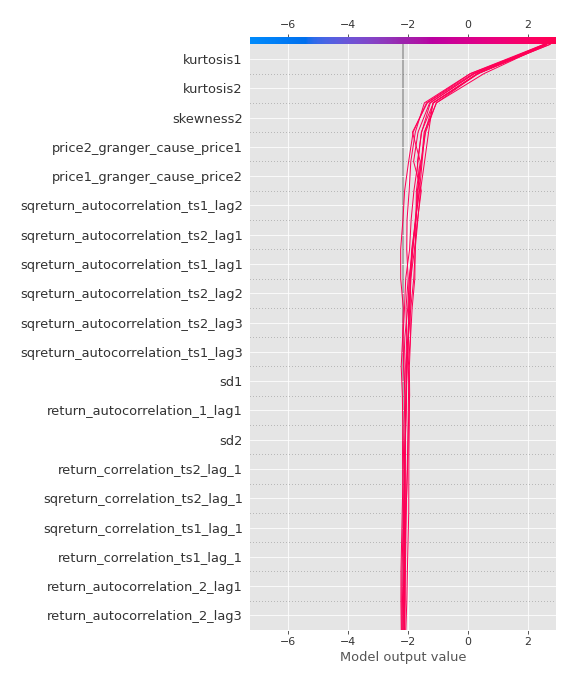 −6 −4 −2 0 2
kurtosis1
kurtosis2
skewness2
price2_granger_cause_price1
price1_granger_cause_price2
sqreturn_autocorrelation_ts1_lag2
sqreturn_autocorrelation_ts2_lag1
sqreturn_autocorrelation_ts1_lag1
sqreturn_autocorrelation_ts2_lag2
sqreturn_autocorrelation_ts2_lag3
sqreturn_autocorrelation_ts1_lag3
sd1
return_autocorrelation_1_lag1
sd2
return_correlation_ts2_lag_1
sqreturn_correlation_ts2_lag_1
sqreturn_correlation_ts1_lag_1
return_correlation_ts1_lag_1
return_autocorrelation_2_lag1
return_autocorrelation_2_lag3
−6 −4 −2 0 2
Model output value